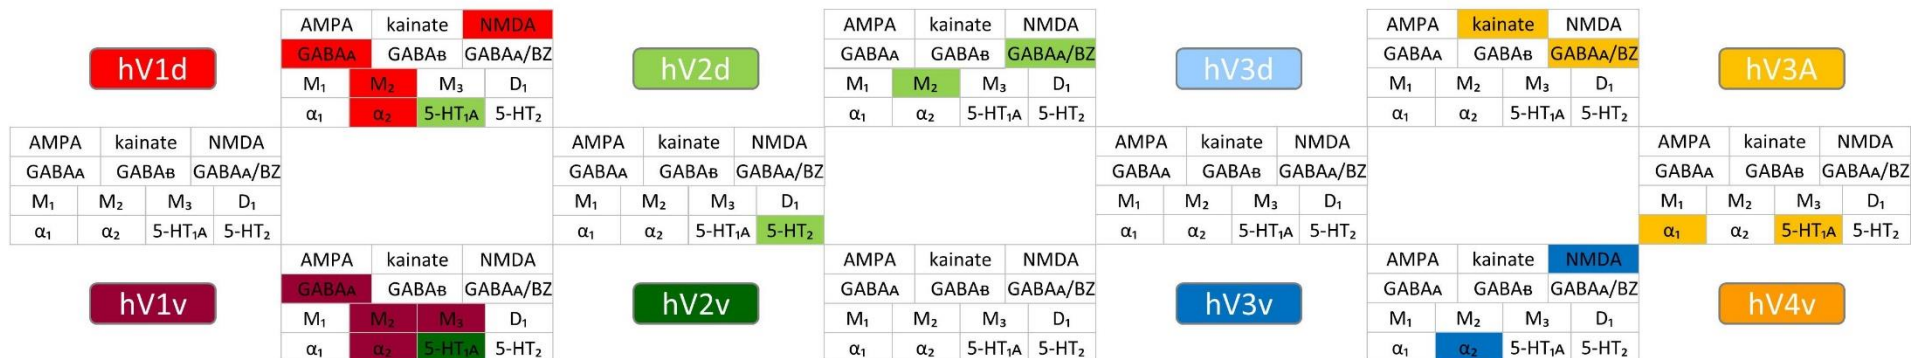 AMPA kainate NMDA AMPA kainate NMDA AMPA kainate NMDA
hV1d GABAA GABAB GABAA/BZ hV2d GABAA GABAB GABAA/BZ hV3d GABAA GABAB GABAA/BZ hV3A
M₁ M₂ M₃ D₁ M₁ M₂ M₃ D₁ M₁ M₂ M₃ D₁
α₁ α₂ 5-HT₁A 5-HT₂ α₁ α₂ 5-HT₁A 5-HT₂ α₁ α₂ 5-HT₁A 5-HT₂
AMPA kainate NMDA AMPA kainate NMDA AMPA kainate NMDA AMPA kainate NMDA
GABAA GABAB GABAA/BZ GABAA GABAB GABAA/BZ GABAA GABAB GABAA/BZ GABAA GABAB GABAA/BZ
M₁ M₂ M₃ D₁ M₁ M₂ M₃ D₁ M₁ M₂ M₃ D₁ M₁ M₂ M₃ D₁
α₁ α₂ 5-HT₁A 5-HT₂ α₁ α₂ 5-HT₁A 5-HT₂ α₁ α₂ 5-HT₁A 5-HT₂ α₁ α₂ 5-HT₁A 5-HT₂
AMPA kainate NMDA AMPA kainate NMDA AMPA kainate NMDA
hV1v GABAA GABAB GABAA/BZ hV2v GABAA GABAB GABAA/BZ hV3v GABAA GABAB GABAA/BZ hV4v
M₁ M₂ M₃ D₁ M₁ M₂ M₃ D₁ M₁ M₂ M₃ D₁
α₁ α₂ 5-HT₁A 5-HT₂ α₁ α₂ 5-HT₁A 5-HT₂ α₁ α₂ 5-HT₁A 5-HT₂